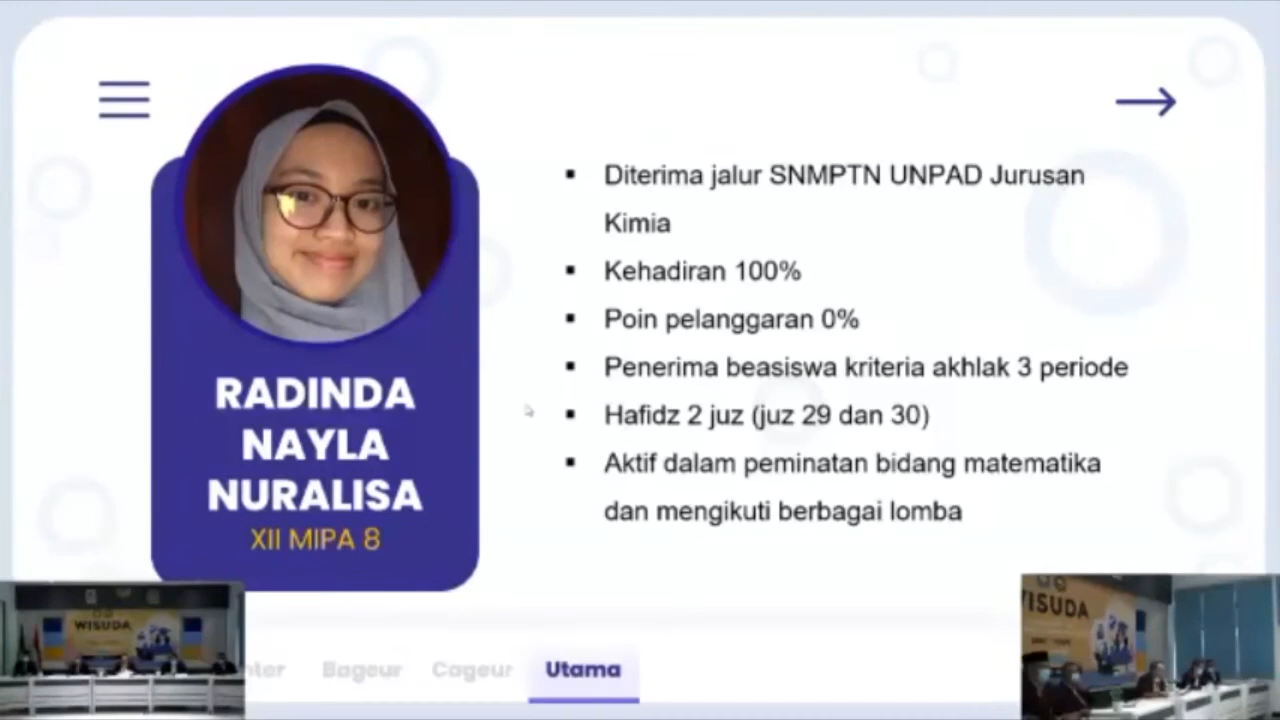 RADINDA
NAYLA
NURALISA
XII MIPA 8
▪ Diterima jalur SNMPTN UNPAD Jurusan
Kimia
▪ Kehadiran 100%
▪ Poin pelanggaran 0%
▪ Penerima beasiswa kriteria akhlak 3 periode
▪ Hafidz 2 juz (juz 29 dan 30)
▪ Aktif dalam peminatan bidang matematika
dan mengikuti berbagai lomba
WISUDA
Bageur Cageur Utama
WISUDA